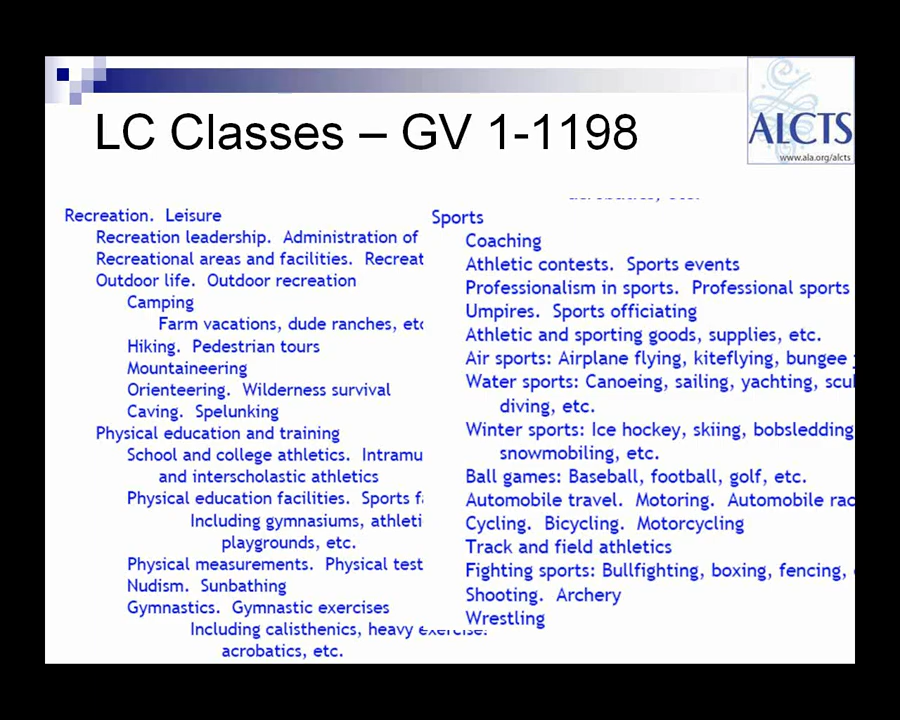 LC Classes – GV 1-1198
ALCTS
www.ala.org/alcts
Recreation. Leisure
Recreation leadership. Administration of
Recreational areas and facilities.
Outdoor life. Outdoor recreation
Camping
Farm vacations, dude ranches,
Hiking. Pedestrian tours
Mountaineering
Orienteering. Wilderness survival
Caving. Spelunking
Physical education and training
School and college athletics.
and interscholastic athletics
Physical education facilities. Sports
Including gymnasiums,
playgrounds, etc.
Physical measurements. Physical test
Nudism. Sunbathing
Gymnastics. Gymnastic exercises
Including calisthenics, heavy exercise.
acrobatics, etc.
Sports
Coaching
Athletic contests. Sports events
Professionalism in sports. Professional sports
Umpires. Sports officiating
Athletic and sporting goods, supplies, etc.
Air sports: Airplane flying, kiteflying, bungee
Water sports: Canoeing, sailing, yachting,
diving, etc.
Winter sports: Ice hockey, skiing, bobsledding
snowmobiling, etc.
Ball games: Baseball, football, golf, etc.
Automobile travel. Motoring. Automobile
Cycling. Bicycling. Motorcycling
Track and field athletics
Fighting sports: Bullfighting, boxing, fencing,
Shooting. Archery
Wrestling